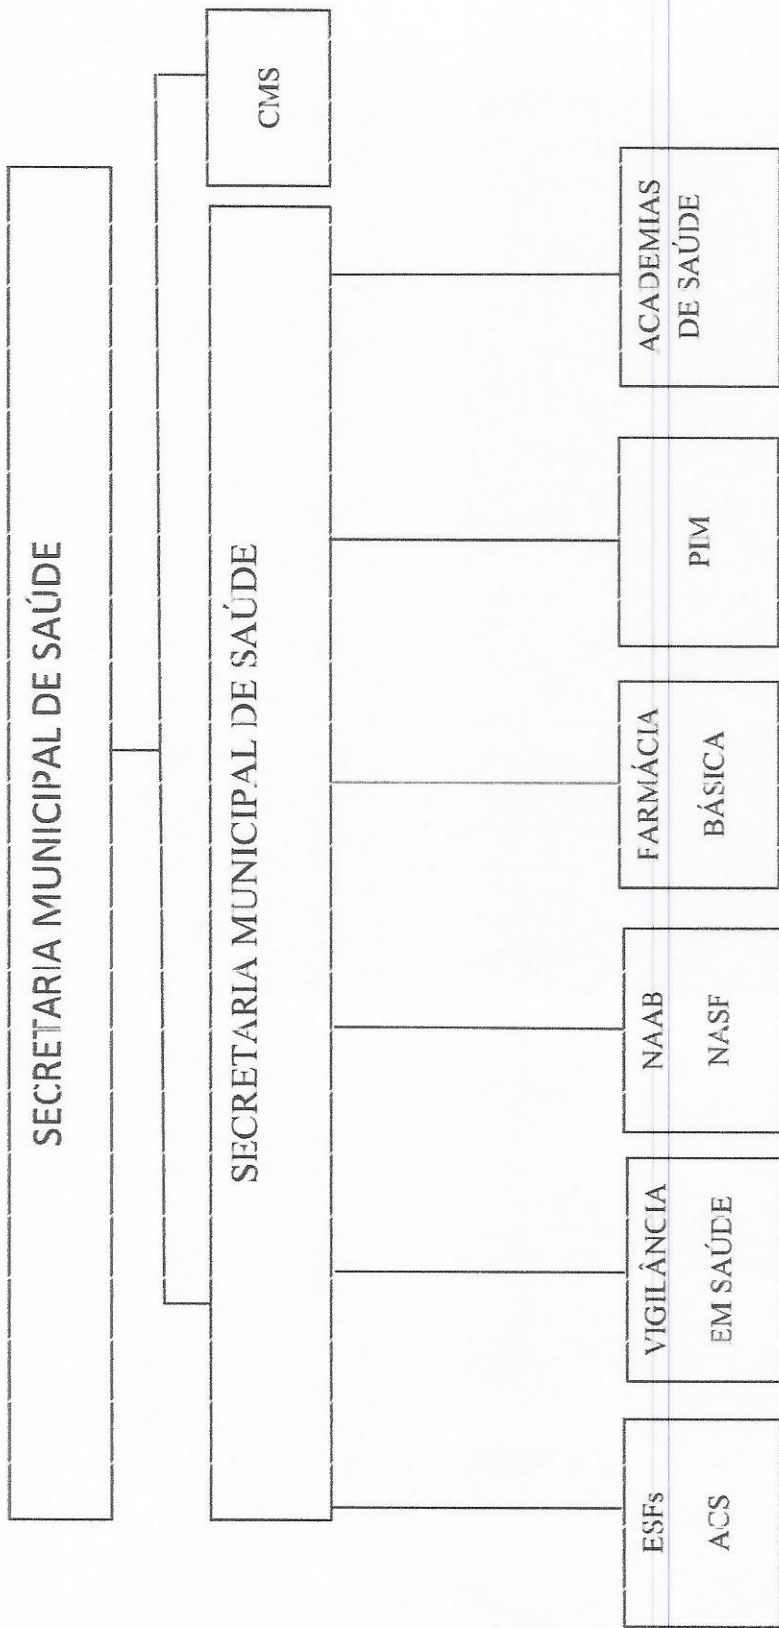 SECRETARIA MUNICIPAL DE SAÚDE
SECRETARIA MUNICIPAL DE SAÚDE
CMS
ESFs
ACS
VIGILÂNCIA
EM SAÚDE
NAAB
NASF
FARMÁCIA
BÁSICA
PIM
ACADEMIAS
DE SAÚDE